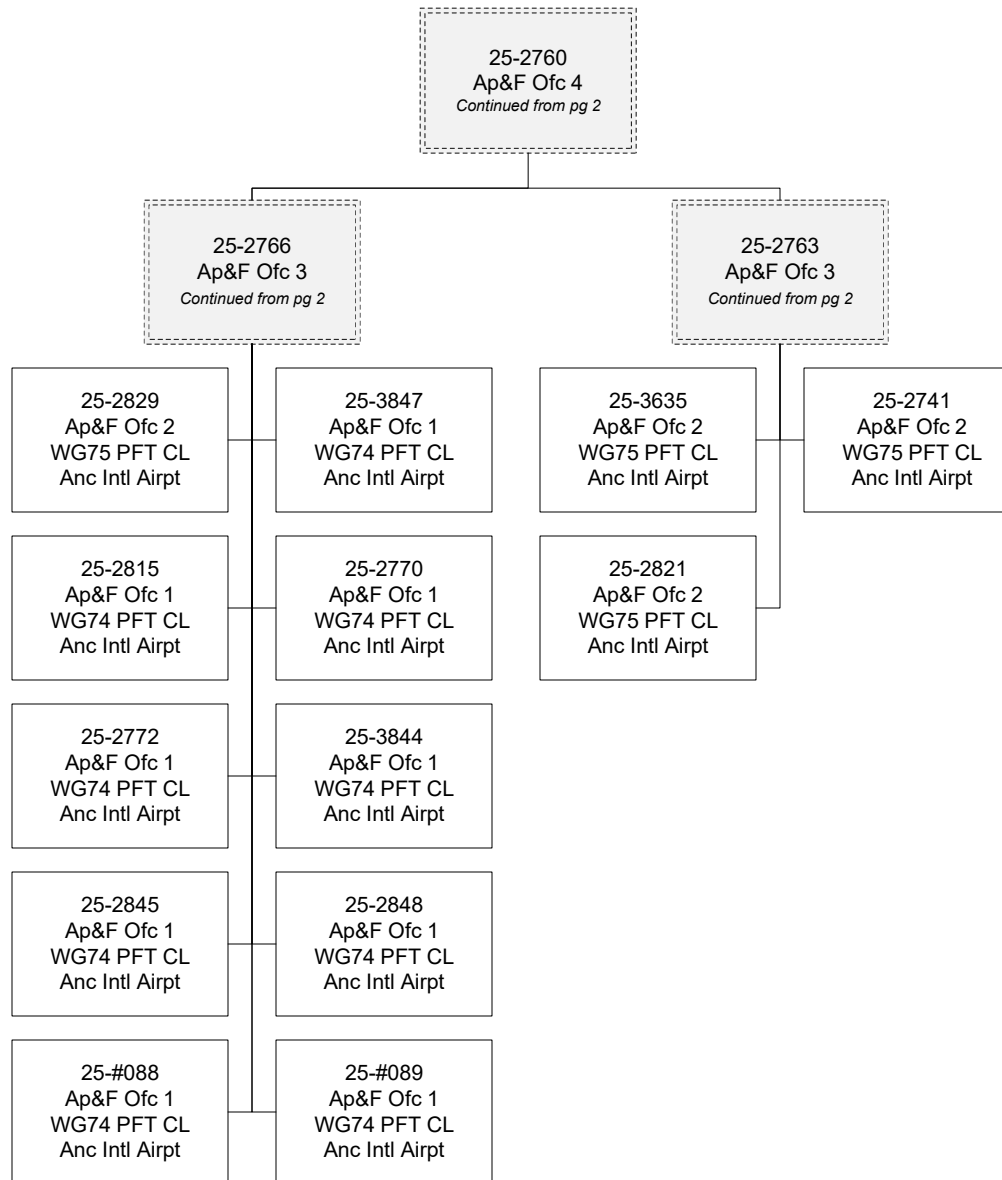 25-2760
Ap&F Ofc 4
Continued from pg 2
25-2766
Ap&F Ofc 3
Continued from pg 2
25-2763
Ap&F Ofc 3
Continued from pg 2
25-2829
Ap&F Ofc 2
WG75 PFT CL
Anc Intl Airpt
25-3847
Ap&F Ofc 1
WG74 PFT CL
Anc Intl Airpt
25-3635
Ap&F Ofc 2
WG75 PFT CL
Anc Intl Airpt
25-2741
Ap&F Ofc 2
WG75 PFT CL
Anc Intl Airpt
25-2815
Ap&F Ofc 1
WG74 PFT CL
Anc Intl Airpt
25-2770
Ap&F Ofc 1
WG74 PFT CL
Anc Intl Airpt
25-2821
Ap&F Ofc 2
WG75 PFT CL
Anc Intl Airpt
25-2772
Ap&F Ofc 1
WG74 PFT CL
Anc Intl Airpt
25-3844
Ap&F Ofc 1
WG74 PFT CL
Anc Intl Airpt
25-2845
Ap&F Ofc 1
WG74 PFT CL
Anc Intl Airpt
25-2848
Ap&F Ofc 1
WG74 PFT CL
Anc Intl Airpt
25-#088
Ap&F Ofc 1
WG74 PFT CL
Anc Intl Airpt
25-#089
Ap&F Ofc 1
WG74 PFT CL
Anc Intl Airpt